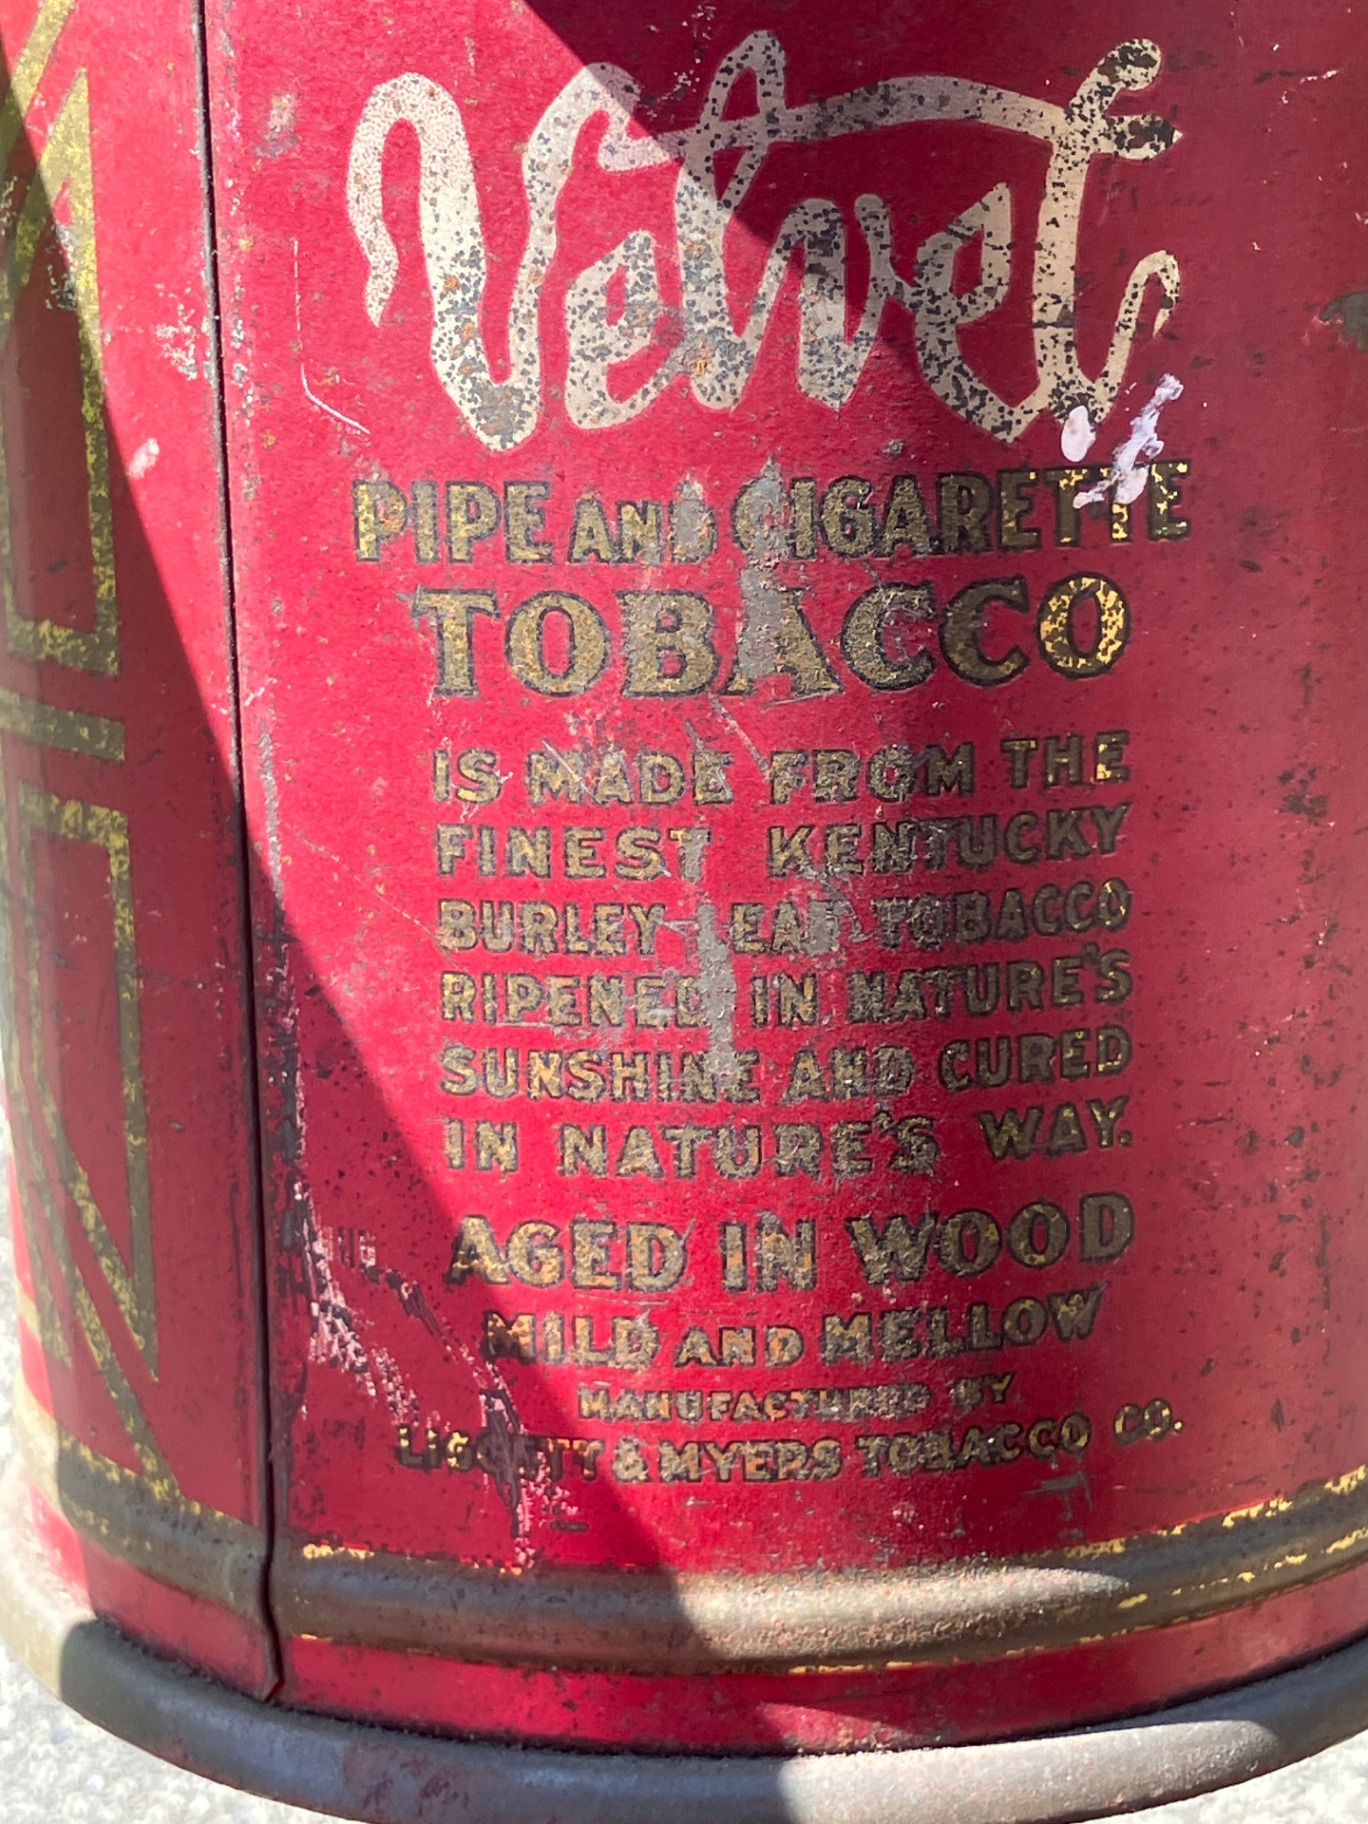 Velvet
PIPE AND CIGARETTE
TOBACCO
IS MADE FROM THE
FINEST KENTUCKY
BURLEY LEAF TOBACCO
RIPENED IN NATURE'S
SUNSHINE AND CURED
IN NATURE'S WAY.
AGED IN WOOD
MILD AND MELLOW
MANUFACTURED BY
LIGGETT & MYERS TOBACCO CO.